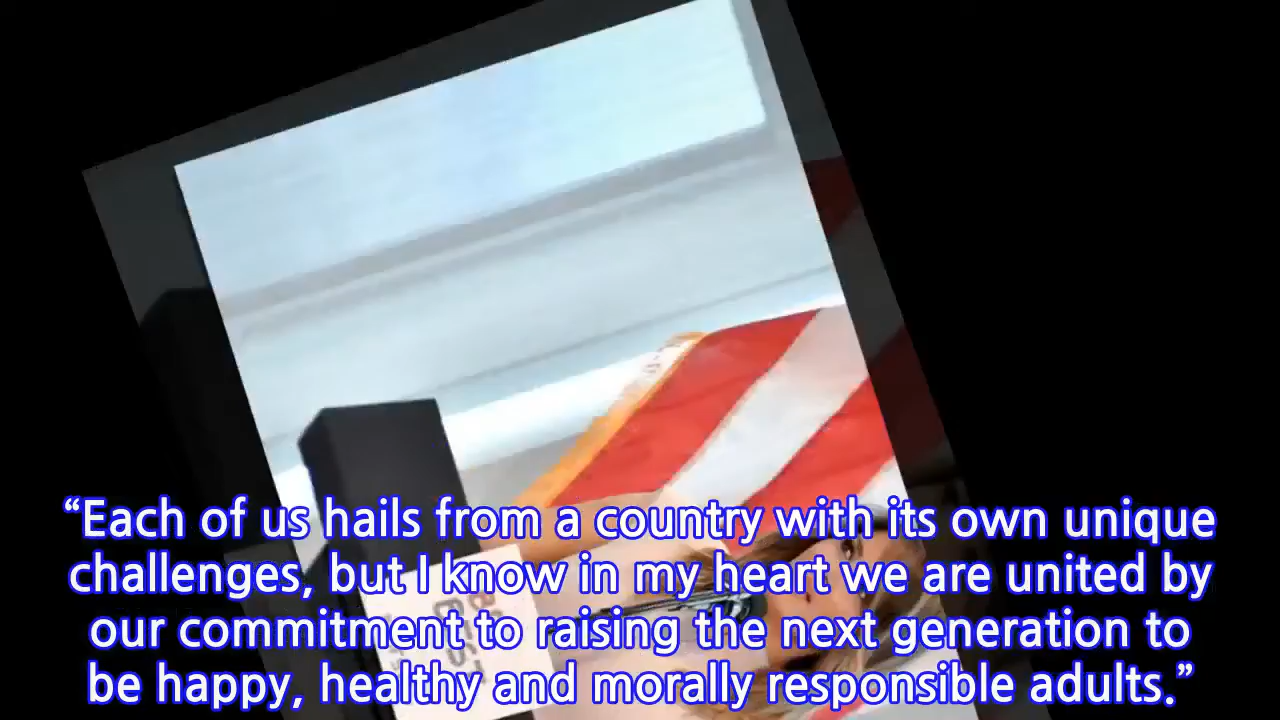 “Each of us hails from a country with its own unique
challenges, but I know in my heart we are united by
our commitment to raising the next generation to
be happy, healthy and morally responsible adults.”